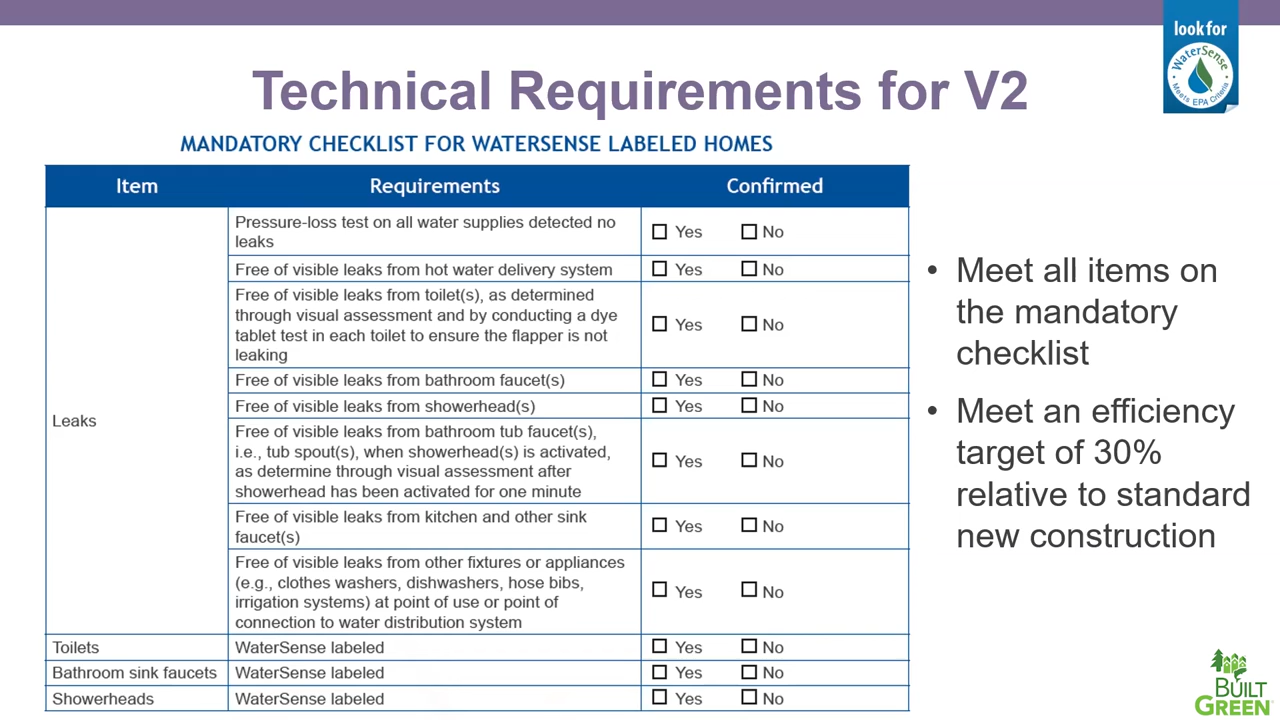 look for
WaterSense
Meets EPA Criteria
Technical Requirements for V2
MANDATORY CHECKLIST FOR WATERSENSE LABELED HOMES
Item Requirements Confirmed
Leaks
Pressure-loss test on all water supplies detected no
leaks
Yes No
Free of visible leaks from hot water delivery system
Yes No
Free of visible leaks from toilet(s), as determined
through visual assessment and by conducting a dye
tablet test in each toilet to ensure the flapper is not
leaking
Yes No
Free of visible leaks from bathroom faucet(s)
Yes No
Free of visible leaks from showerhead(s)
Yes No
Free of visible leaks from bathroom tub faucet(s),
i.e., tub spout(s), when showerhead(s) is activated,
as determine through visual assessment after
showerhead has been activated for one minute
Yes No
Free of visible leaks from kitchen and other sink
faucet(s)
Yes No
Free of visible leaks from other fixtures or appliances
(e.g., clothes washers, dishwashers, hose bibs,
irrigation systems) at point of use or point of
connection to water distribution system
Yes No
Toilets WaterSense labeled Yes No
Bathroom sink faucets WaterSense labeled Yes No
Showerheads WaterSense labeled Yes No
• Meet all items on
the mandatory
checklist
• Meet an efficiency
target of 30%
relative to standard
new construction
BUILT
GREEN